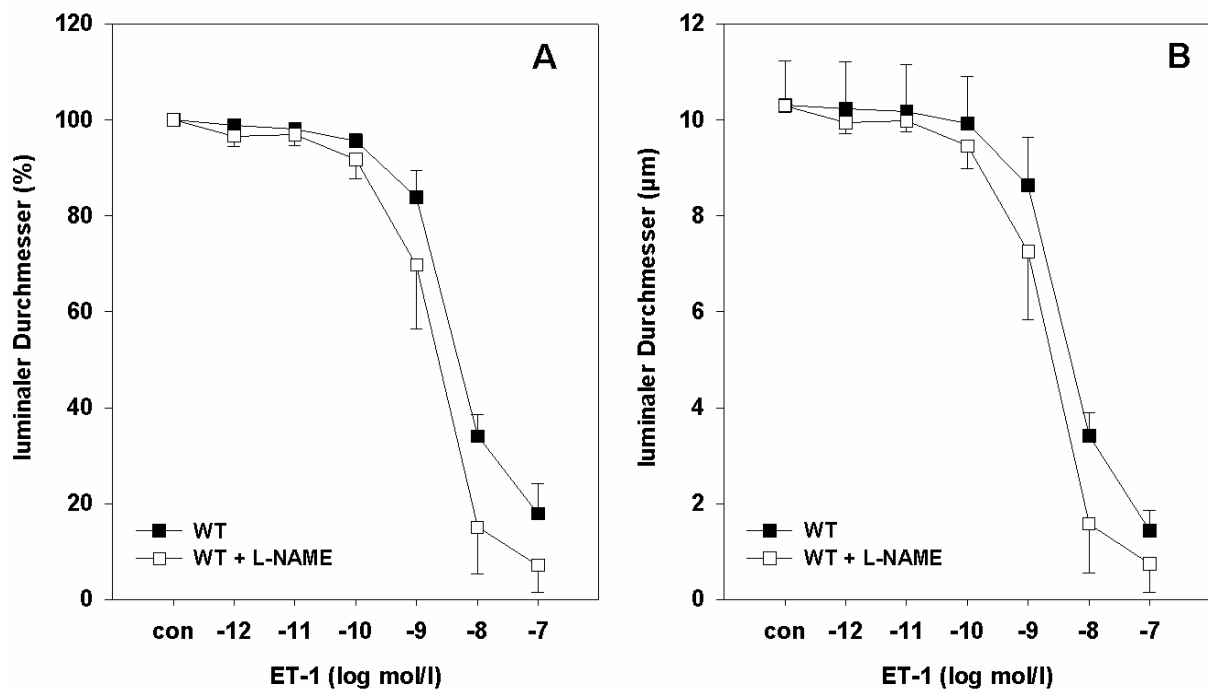 A
luminaler Durchmesser (%)
120
100
80
60
40
20
0
WT
WT + L-NAME
con -12 -11 -10 -9 -8 -7
ET-1 (log mol/l)
B
luminaler Durchmesser (µm)
12
10
8
6
4
2
0
WT
WT + L-NAME
con -12 -11 -10 -9 -8 -7
ET-1 (log mol/l)